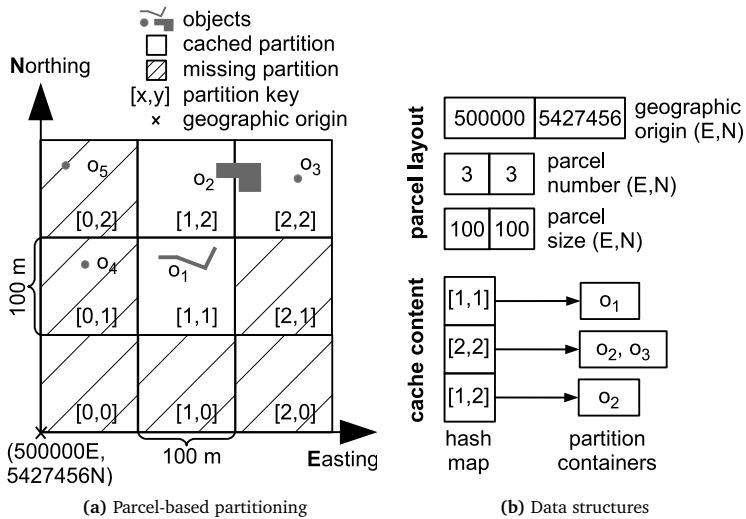 objects
cached partition
missing partition
[x,y] partition key
× geographic origin
Northing
o5
o2
o3
[0,2]
[1,2]
[2,2]
o4
o1
[0,1]
[1,1]
[2,1]
100 m
[0,0]
[1,0]
[2,0]
100 m
(500000E,
5427456N)
Easting
(a) Parcel-based partitioning
parcel layout
500000 5427456
geographic
origin (E,N)
3 3
parcel
number (E,N)
100 100
parcel
size (E,N)
cache content
[1,1]
o1
[2,2]
o2, o3
[1,2]
o2
hash
map
partition
containers
(b) Data structures